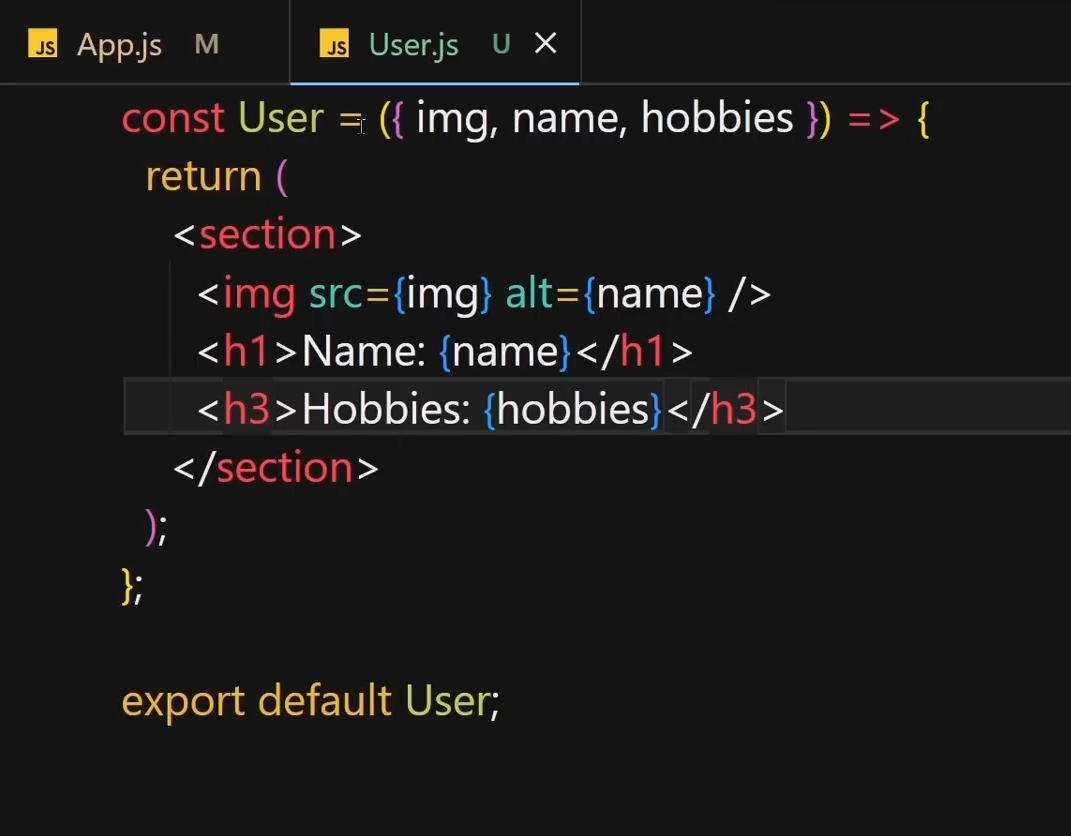 JS App.js M JS User.js U
const User = ({ img, name, hobbies }) => {
return (
<section>
<img src={img} alt={name} />
<h1>Name: {name}</h1>
<h3>Hobbies: {hobbies}</h3>
</section>
);
};
export default User;